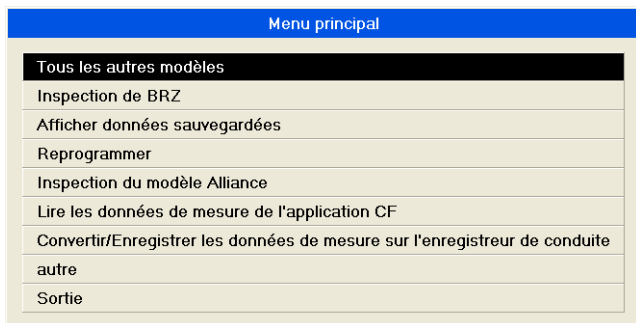 Menu principal
Tous les autres modèles
Inspection de BRZ
Afficher données sauvegardées
Reprogrammer
Inspection du modèle Alliance
Lire les données de mesure de l'application CF
Convertir/Enregistrer les données de mesure sur l'enregistreur de conduite
autre
Sortie